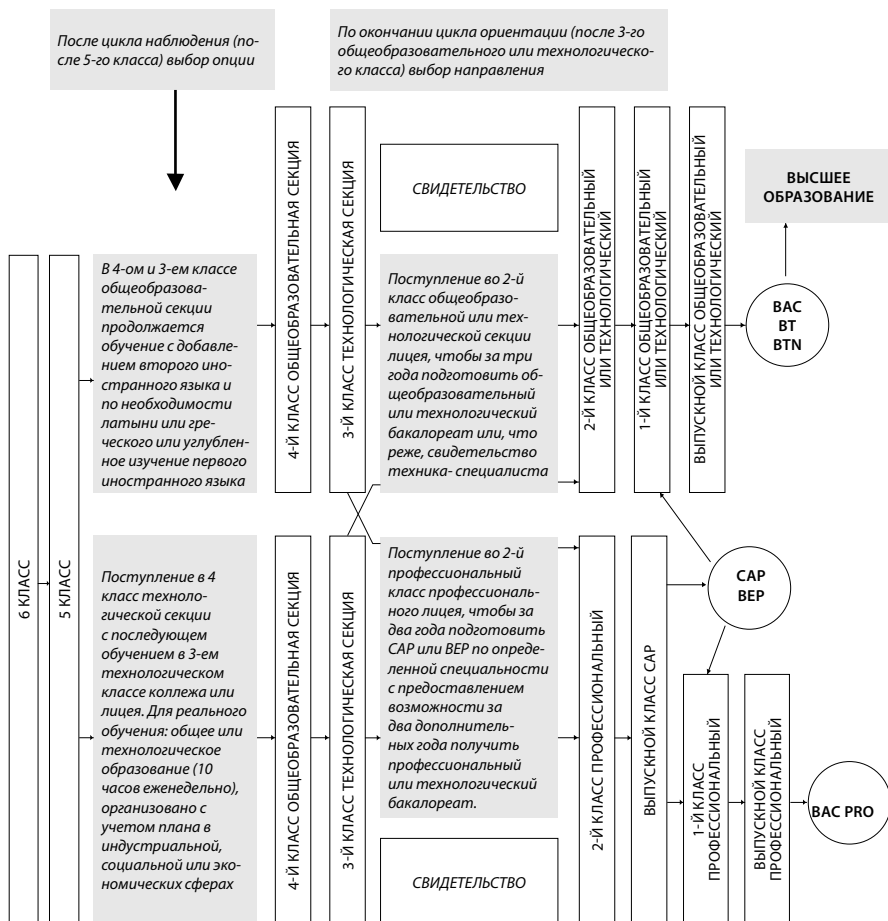 После цикла наблюдения (по-
сле 5-го класса) выбор опции
По окончании цикла ориентации (после 3-го
общеобразовательного или технологическо-
го класса) выбор направления
6 КЛАСС
5 КЛАСС
В 4-ом и 3-ем классе
общеобразова-
тельной секции
продолжается
обучение с добавле-
нием второго ино-
странного языка и
по необходимости
латыни или гре-
ческого или углублен-
ное изучение первого
иностранного языка
4-Й КЛАСС ОБЩЕОБРАЗОВАТЕЛЬНАЯ СЕКЦИЯ
3-Й КЛАСС ТЕХНОЛОГИЧЕСКАЯ СЕКЦИЯ
СВИДЕТЕЛЬСТВО
Поступление во 2-й
класс общеобразо-
вательной или тех-
нологической секции
лицея, чтобы за три
года подготовить об-
щеобразовательный
или технологический
бакалореат или, что
реже, свидетельство
техника- специалиста
2-Й КЛАСС ОБЩЕОБРАЗОВАТЕЛЬНЫЙ
ИЛИ ТЕХНОЛОГИЧЕСКИЙ
1-Й КЛАСС ОБЩЕОБРАЗОВАТЕЛЬНЫЙ
ИЛИ ТЕХНОЛОГИЧЕСКИЙ
ВЫПУСКНОЙ КЛАСС ОБЩЕОБРАЗОВАТЕЛЬНЫЙ
ИЛИ ТЕХНОЛОГИЧЕСКИЙ
ВЫСШЕЕ
ОБРАЗОВАНИЕ
BAC
BT
BTN
Поступление в 4
класс техноло-
гической секции
с последующем
обучением в 3-ем
технологическом
классе коллежа или
лицея. Для реального
обучения: общее или
технологическое
образование (10
часов еженедельно),
организовано с
учетом плана в
индустриальной,
социальной или эко-
номических сферах
4-Й КЛАСС ОБЩЕОБРАЗОВАТЕЛЬНАЯ СЕКЦИЯ
3-Й КЛАСС ТЕХНОЛОГИЧЕСКАЯ СЕКЦИЯ
Поступление во 2-й
профессиональный
класс профессиональ-
ного лицея, чтобы за
два года подготовить
CAP или BEP по опреде-
ленной специальности
с предоставлением
возможности за
два дополнитель-
ных года получить
профессиональный
или технологический
бакалореат.
СВИДЕТЕЛЬСТВО
2-Й КЛАСС ПРОФЕССИОНАЛЬНЫЙ
ВЫПУСКНОЙ КЛАСС CAP
CAP
BEP
1-Й КЛАСС
ПРОФЕССИОНАЛЬНЫЙ
ВЫПУСКНОЙ КЛАСС
ПРОФЕССИОНАЛЬНЫЙ
BAC PRO